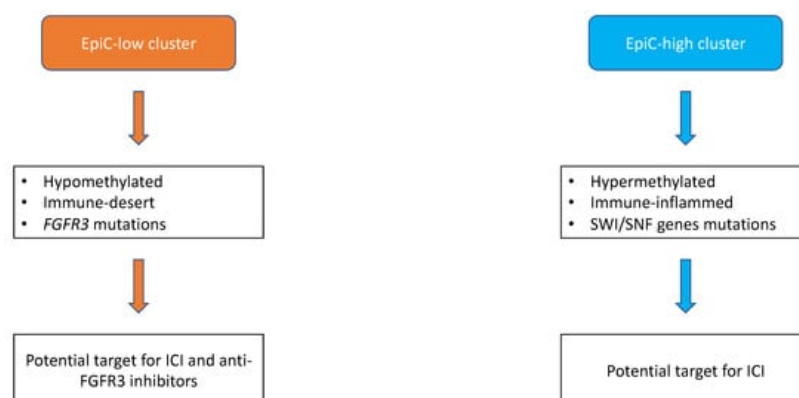 EpiC-low cluster
EpiC-high cluster
• Hypomethylated
• Immune-desert
• FGFR3 mutations
• Hypermethylated
• Immune-inflammed
• SWI/SNF genes mutations
Potential target for ICI and anti-
FGFR3 inhibitors
Potential target for ICI